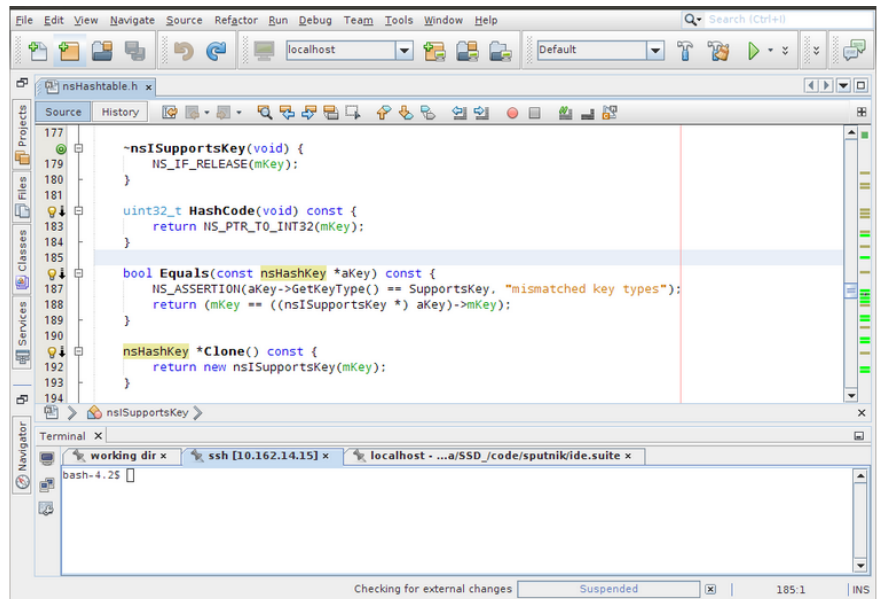 File Edit View Navigate Source Refactor Run Debug Team Tools Window Help
Search (Ctrl+I)
localhost
Default
nsHashtable.h
Source History
Projects
Files
Classes
Services
Navigator
177
~nsISupportsKey(void) {
179 NS_IF_RELEASE(mKey);
180 }
181
uint32_t HashCode(void) const {
183 return NS_PTR_TO_INT32(mKey);
184 }
185
bool Equals(const nsHashKey *aKey) const {
187 NS_ASSERTION(aKey->GetKeyType() == SupportsKey, "mismatched key types");
188 return (mKey == ((nsISupportsKey *) aKey)->mKey);
189 }
190
nsHashKey *Clone() const {
192 return new nsISupportsKey(mKey);
193 }
194
nsISupportsKey
Terminal
working dir ssh [10.162.14.15] localhost - ...a/SSD_/code/sputnik/ide.suite
bash-4.2$
Checking for external changes Suspended 185:1 INS